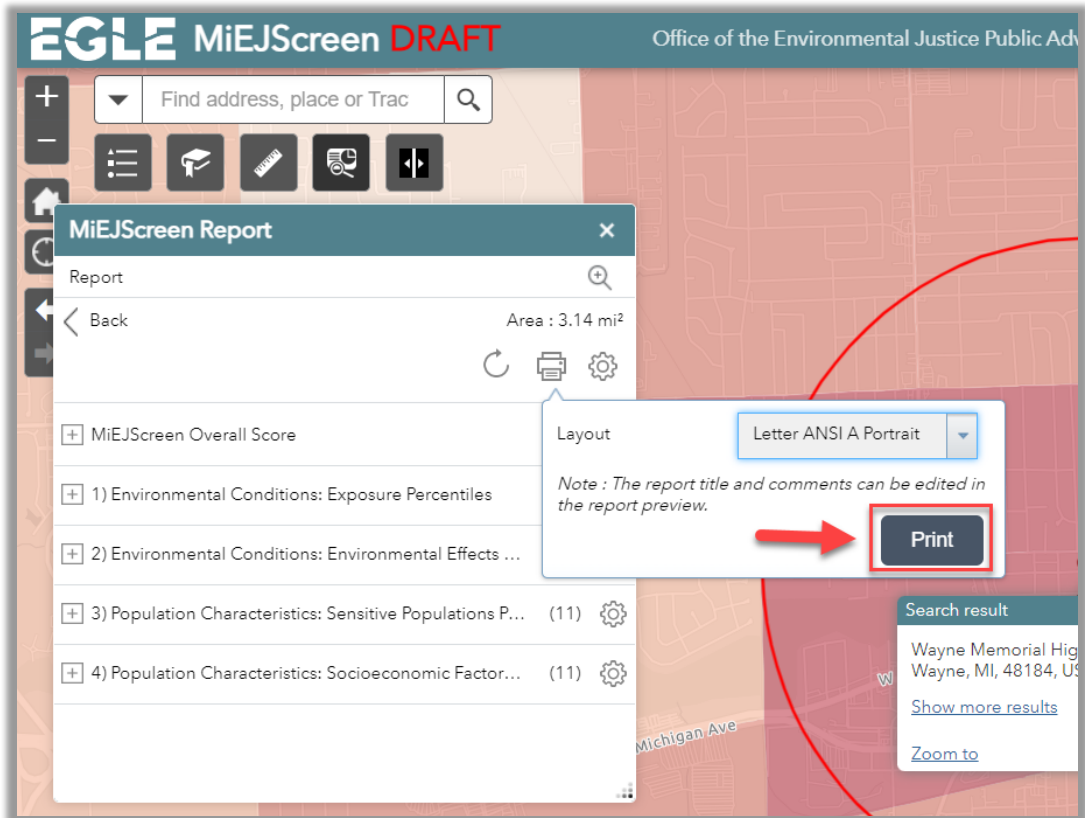 EGLE MiEJScreen DRAFT
Office of the Environmental Justice Public Adv
Find address, place or Trac
MiEJScreen Report
Report
Back
Area : 3.14 mi²
MiEJScreen Overall Score
1) Environmental Conditions: Exposure Percentiles
2) Environmental Conditions: Environmental Effects ...
3) Population Characteristics: Sensitive Populations P... (11)
4) Population Characteristics: Socioeconomic Factor... (11)
Layout
Letter ANSI A Portrait
Note : The report title and comments can be edited in
the report preview.
Print
Search result
Wayne Memorial Hig
Wayne, MI, 48184, US
Show more results
Zoom to
W
Michigan Ave